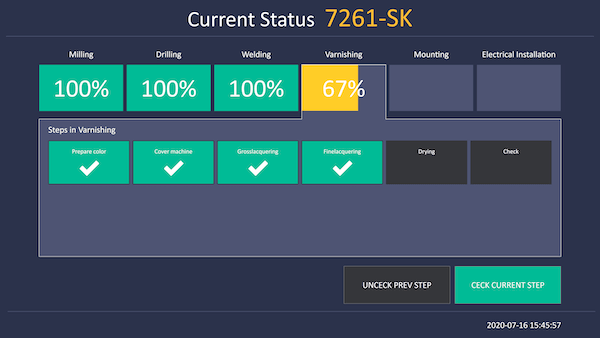 Current Status 7261-SK
Milling Drilling Welding Varnishing Mounting Electrical Installation
100% 100% 100% 67%
Steps in Varnishing
Prepare color Cover machine Grosslacquering Finelacquering Drying Check
UNCECK PREV STEP CECK CURRENT STEP
2020-07-16 15:45:57